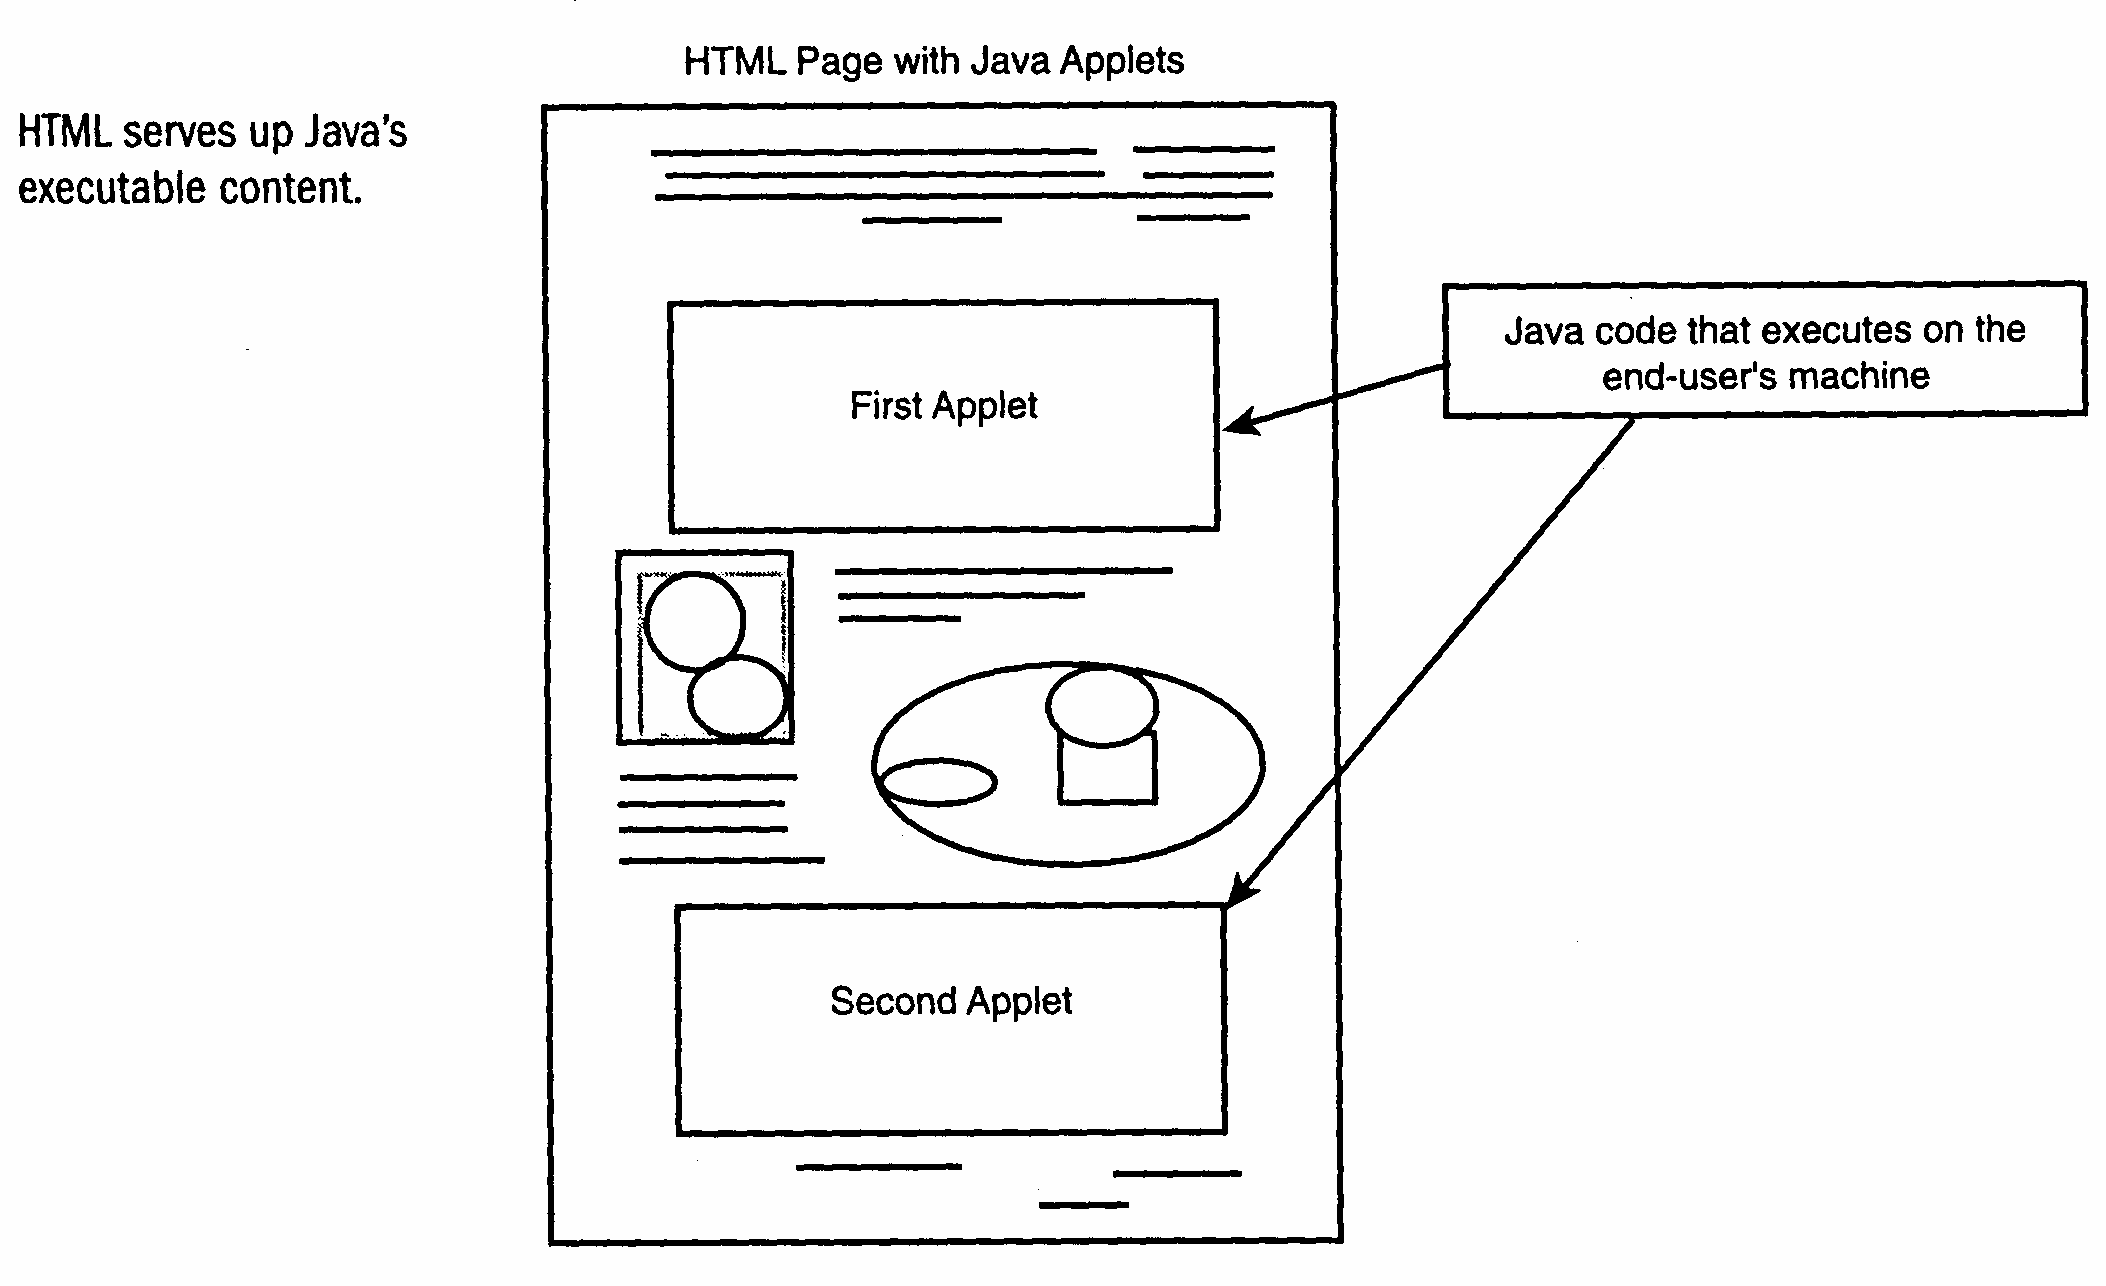 HTML Page with Java Applets
HTML serves up Java's
executable content.
Java code that executes on the
end-user's machine
First Applet
Second Applet